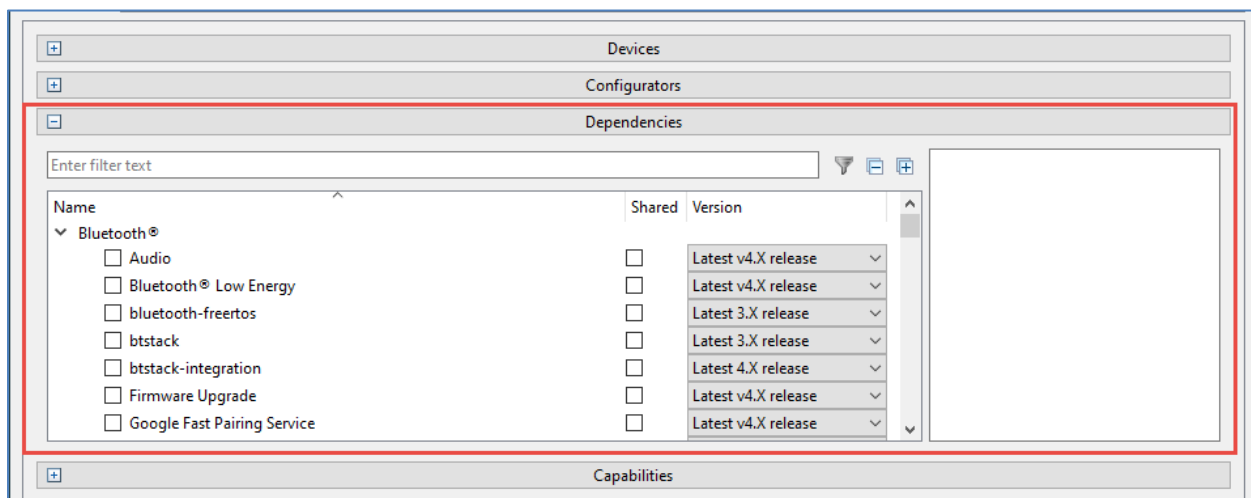 Devices
Configurators
Dependencies
Enter filter text
Name Shared Version
Bluetooth®
Audio Latest v4.X release
Bluetooth® Low Energy Latest v4.X release
bluetooth-freertos Latest 3.X release
btstack Latest 3.X release
btstack-integration Latest 4.X release
Firmware Upgrade Latest v4.X release
Google Fast Pairing Service Latest v4.X release
Capabilities